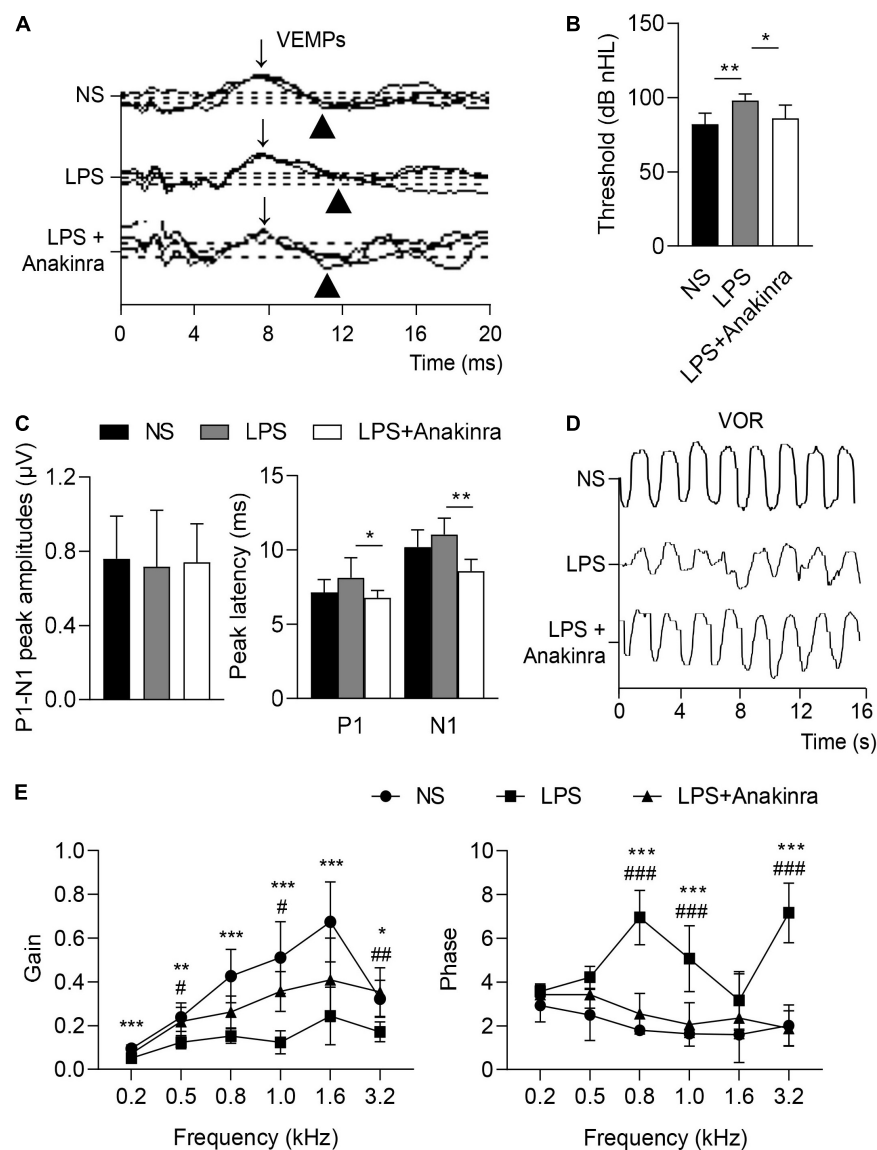 A
VEMPs
NS
LPS
LPS +
Anakinra
0 4 8 12 16 20
Time (ms)
B
Threshold (dB nHL)
150
100
50
0
**
*
NS
LPS
LPS+Anakinra
C
NS LPS LPS+Anakinra
P1-N1 peak amplitudes (μV)
1.2
0.8
0.4
0.0
Peak latency (ms)
15
10
5
0
*
**
P1 N1
D
VOR
NS
LPS
LPS +
Anakinra
0 4 8 12 16
Time (s)
E
NS LPS LPS+Anakinra
Gain
1.0
0.8
0.6
0.4
0.2
0.0
***
**
#
***
***
#
***
*
##
0.2 0.5 0.8 1.0 1.6 3.2
Frequency (kHz)
Phase
10
8
6
4
2
0
***
###
***
###
***
###
0.2 0.5 0.8 1.0 1.6 3.2
Frequency (kHz)